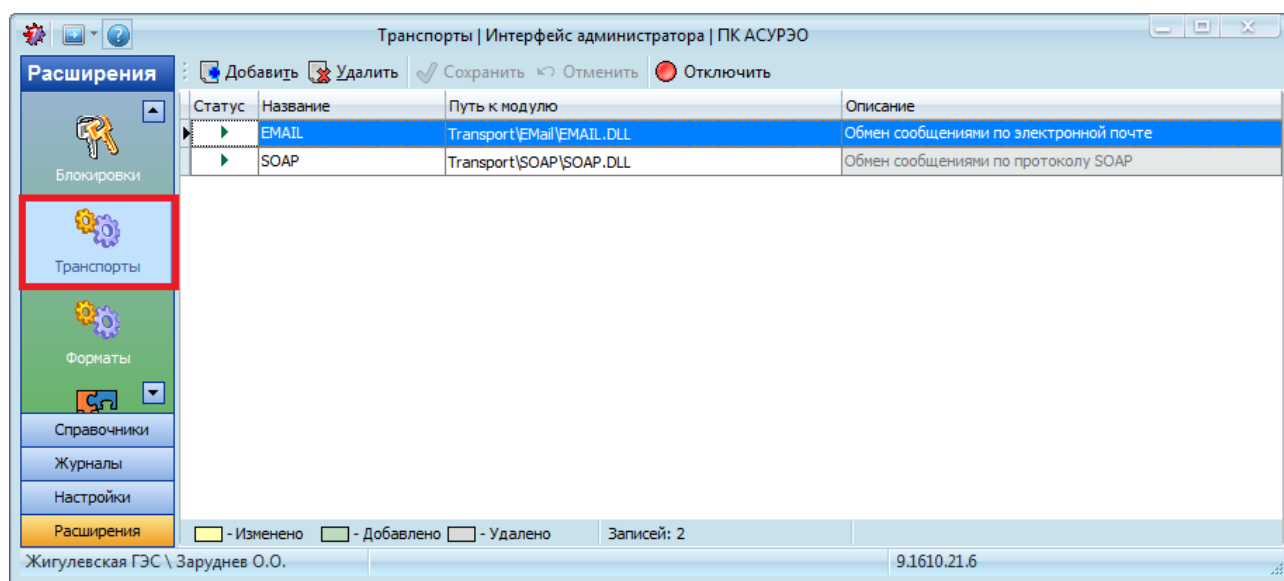 Транспорты | Интерфейс администратора | ПК АСУРЭО
Расширения
Добавить Удалить Сохранить Отменить Отключить
Статус Название Путь к модулю Описание
EMAIL Transport\EMail\EMAIL.DLL Обмен сообщениями по электронной почте
SOAP Transport\SOAP\SOAP.DLL Обмен сообщениями по протоколу SOAP
Блокировки
Транспорты
Форматы
Справочники
Журналы
Настройки
Расширения
- Изменено - Добавлено - Удалено Записей: 2
Жигулевская ГЭС \ Заруднев О.О. 9.1610.21.6